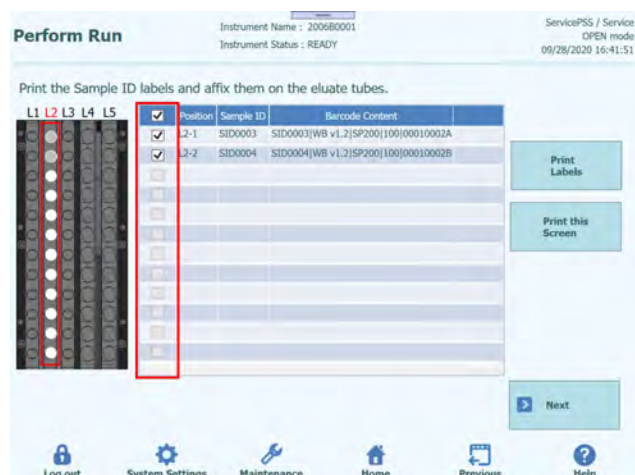 Perform Run
Instrument Name : 2006B0001
Instrument Status : READY
ServicePSS / Service
OPEN mode
09/28/2020 16:41:51
Print the Sample ID labels and affix them on the eluate tubes.
L1 L2 L3 L4 L5
Position Sample ID Barcode Content
L2-1 SID0003 SID0003|WB v1.2|SP200|100|00010002A
L2-2 SID0004 SID0004|WB v1.2|SP200|100|00010002B
Print
Labels
Print this
Screen
Next
Log out System Settings Maintenance Home Previous Help